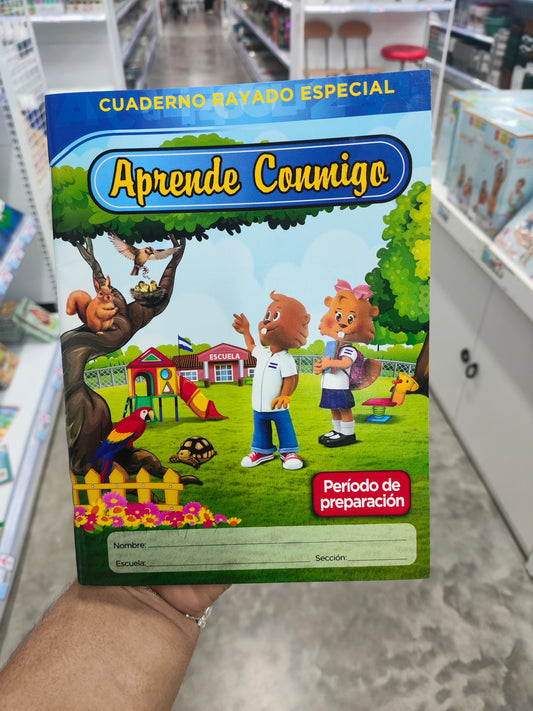 CUADERNO RAYADO ESPECIAL
Aprende Conmigo
ESCUELA
Período de
preparación
Nombre:
Escuela: Sección: